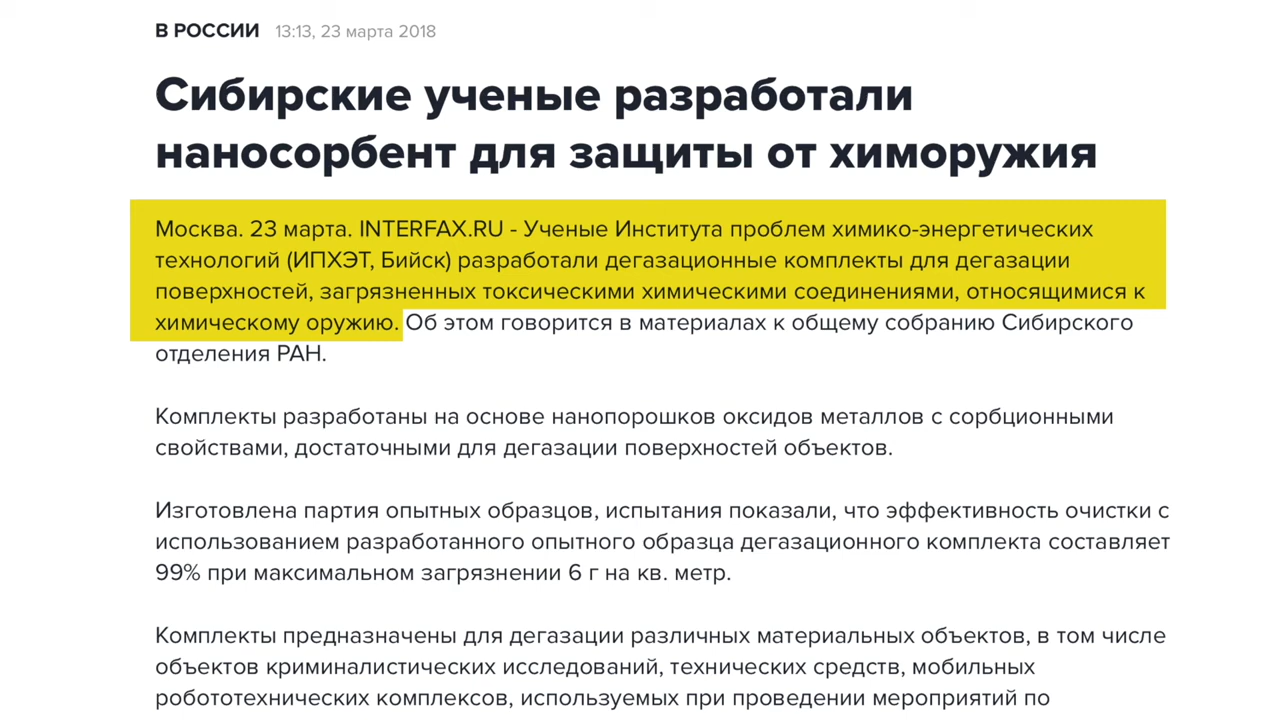 В РОССИИ 13:13, 23 марта 2018
Сибирские ученые разработали
наносорбент для защиты от химоружия
Москва. 23 марта. INTERFAX.RU - Ученые Института проблем химико-энергетических
технологий (ИПХЭТ, Бийск) разработали дегазационные комплекты для дегазации
поверхностей, загрязненных токсическими химическими соединениями, относящимися к
химическому оружию. Об этом говорится в материалах к общему собранию Сибирского
отделения РАН.
Комплекты разработаны на основе нанопорошков оксидов металлов с сорбционными
свойствами, достаточными для дегазации поверхностей объектов.
Изготовлена партия опытных образцов, испытания показали, что эффективность очистки с
использованием разработанного опытного образца дегазационного комплекта составляет
99% при максимальном загрязнении 6 г на кв. метр.
Комплекты предназначены для дегазации различных материальных объектов, в том числе
объектов криминалистических исследований, технических средств, мобильных
робототехнических комплексов, используемых при проведении мероприятий по